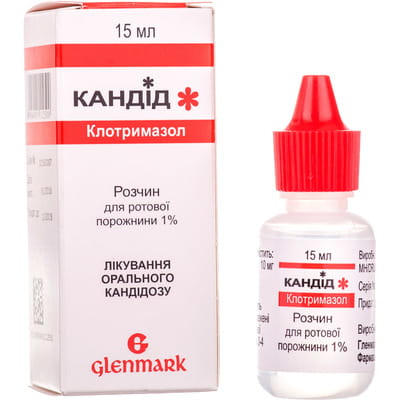 15 мл
КАНДІД
Клотримазол
Розчин
для ротової
порожнини 1%
ЛІКУВАННЯ
ОРАЛЬНОГО
КАНДИДОЗУ
G
GLENMARK
15 мл
КАНДІД
Клотримазол
Розчин
для ротової
порожнини 1%
10 мг